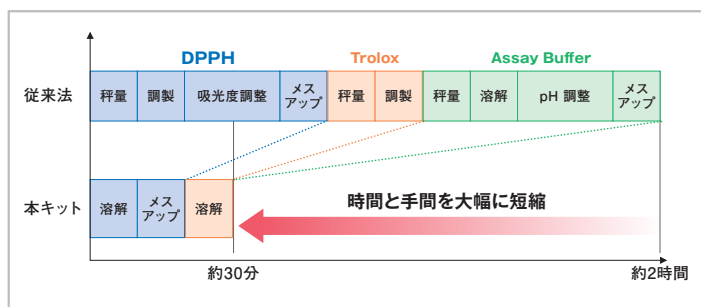 DPPH Trolox Assay Buffer
従来法
秤量 調製 吸光度調整 メス
アップ 秤量 調製 秤量 溶解 pH 調整 メス
アップ
本キット
溶解 メス
アップ 溶解
時間と手間を大幅に短縮
約30分 約2時間